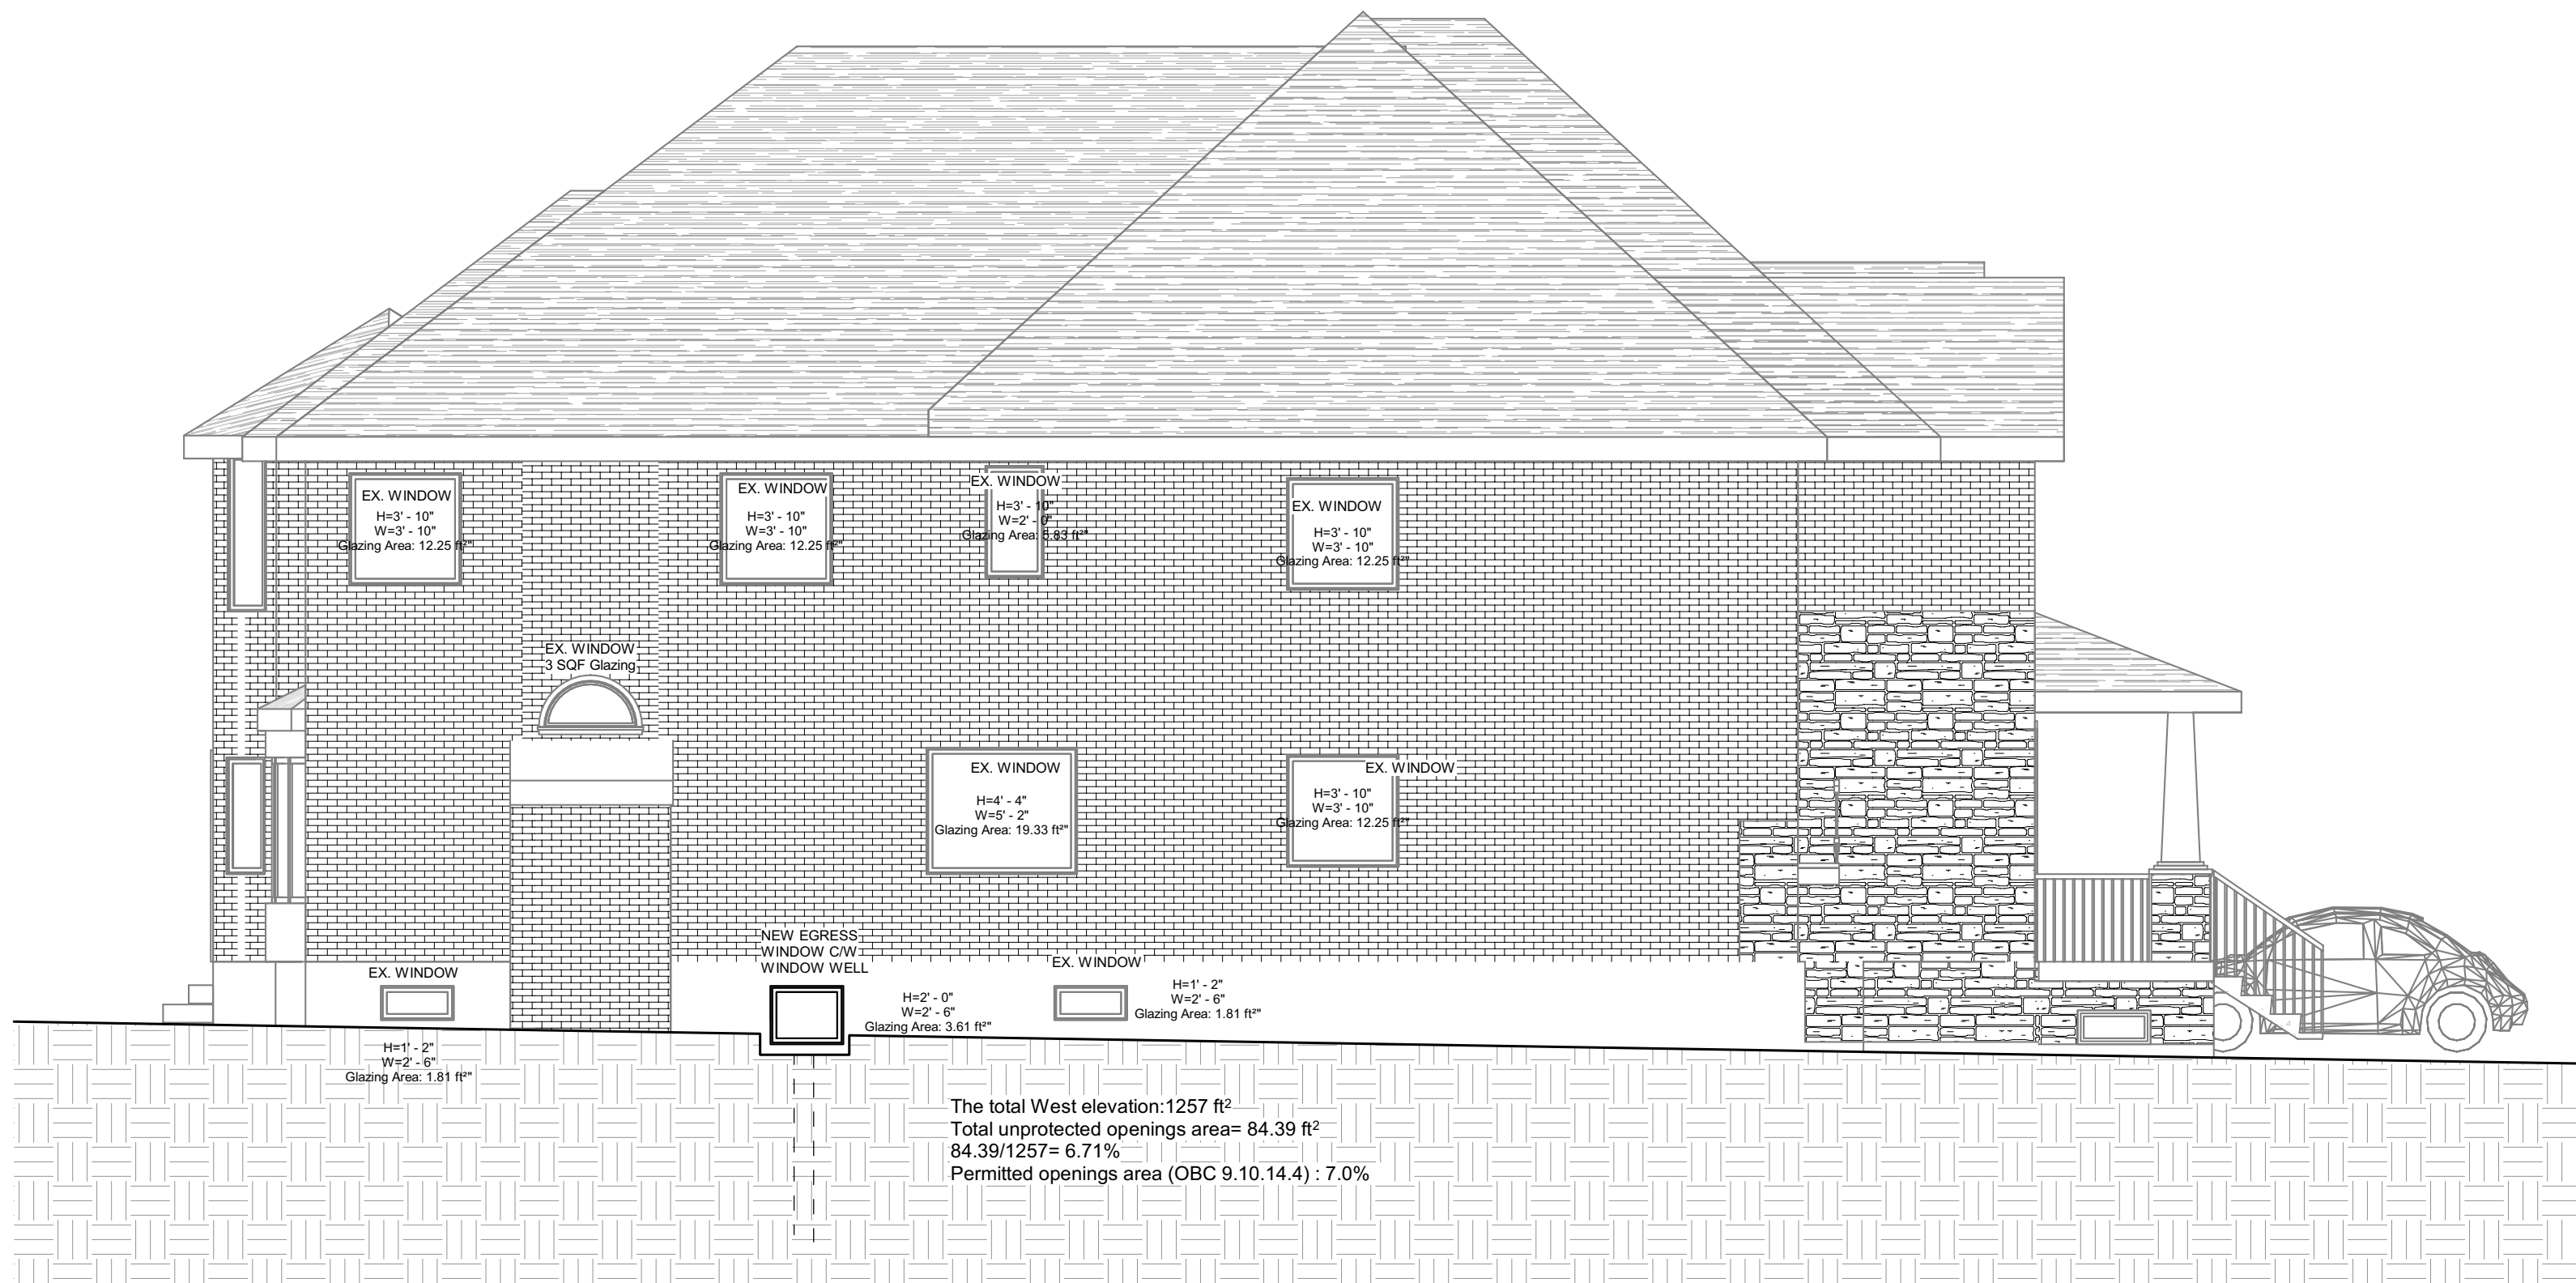 EX. WINDOW
H=3' - 10"
W=3' - 10"
Glazing Area: 12.25 ft²"
EX. WINDOW
H=3' - 10"
W=3' - 10"
Glazing Area: 12.25 ft²"
EX. WINDOW
H=3' - 10"
W=2' - 0"
Glazing Area: 5.83 ft²"
EX. WINDOW
H=3' - 10"
W=3' - 10"
Glazing Area: 12.25 ft²"
EX. WINDOW
3 SQF Glazing
EX. WINDOW
H=4' - 4"
W=5' - 2"
Glazing Area: 19.33 ft²"
EX. WINDOW
H=3' - 10"
W=3' - 10"
Glazing Area: 12.25 ft²"
EX. WINDOW
H=1' - 2"
W=2' - 6"
Glazing Area: 1.81 ft²"
NEW EGRESS
WINDOW C/W
WINDOW WELL
H=2' - 0"
W=2' - 6"
Glazing Area: 3.61 ft²"
EX. WINDOW
H=1' - 2"
W=2' - 6"
Glazing Area: 1.81 ft²"
The total West elevation:1257 ft²
Total unprotected openings area= 84.39 ft²
84.39/1257= 6.71%
Permitted openings area (OBC 9.10.14.4) : 7.0%